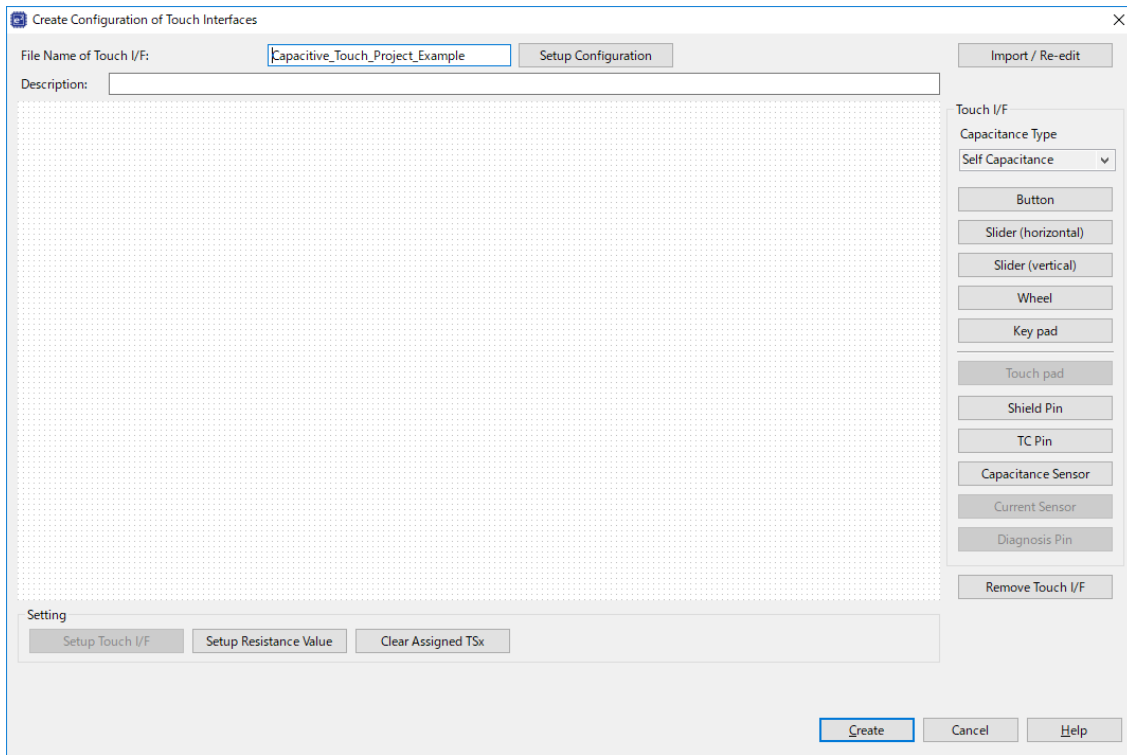 Create Configuration of Touch Interfaces
File Name of Touch I/F: Capacitive_Touch_Project_Example Setup Configuration Import / Re-edit
Description:
Touch I/F
Capacitance Type
Self Capacitance
Button
Slider (horizontal)
Slider (vertical)
Wheel
Key pad
Touch pad
Shield Pin
TC Pin
Capacitance Sensor
Current Sensor
Diagnosis Pin
Remove Touch I/F
Setting
Setup Touch I/F Setup Resistance Value Clear Assigned TSx
Create Cancel Help